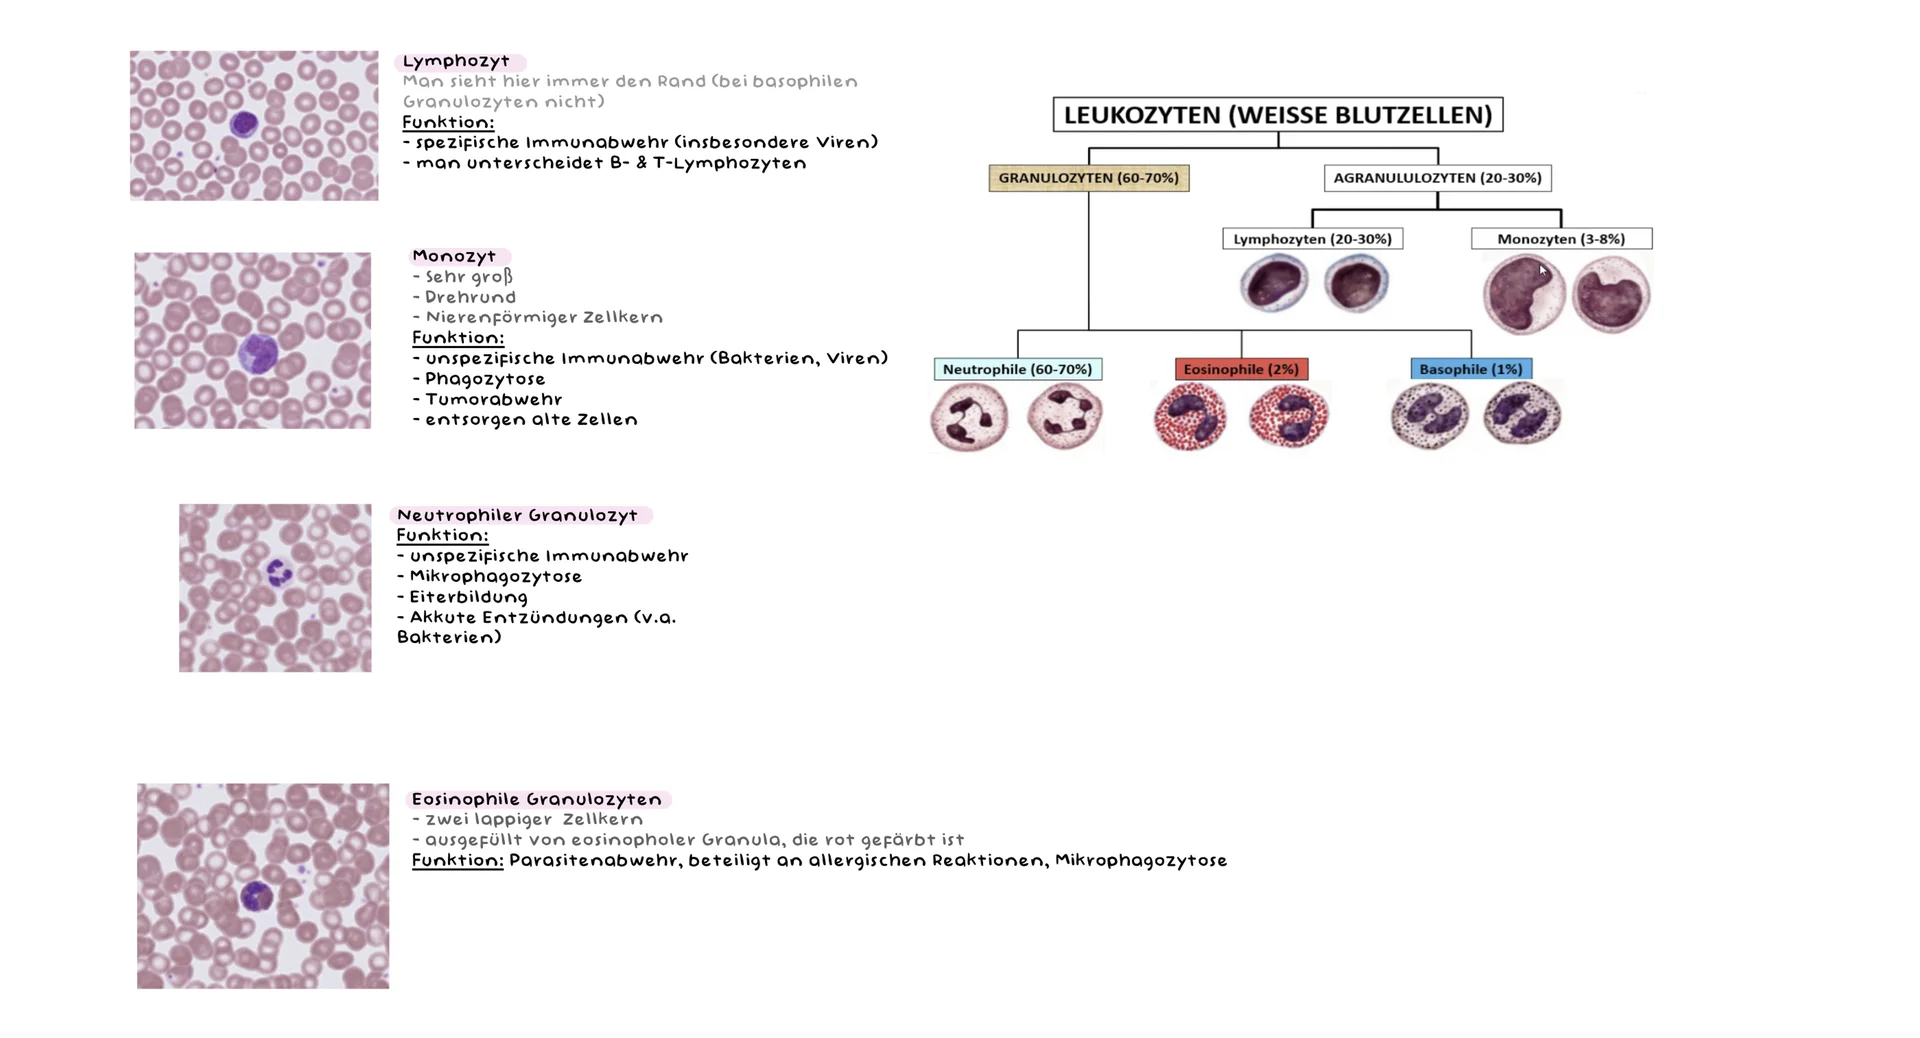 Lymphozyt
Man sieht hier immer den Rand (bei basophilen
Granulozyten nicht)
Funktion:
- spezifische Immunabwehr (insbesondere Viren)
- man unterscheidet B- & T-Lymphozyten
Monozyt
- Sehr groß
- Drehrund
- Nierenförmiger Zellkern
Funktion:
- unspezifische Immunabwehr (Bakterien, Viren)
- Phagozytose
- Tumorabwehr
- entsorgen alte Zellen
LEUKOZYTEN (WEISSE BLUTZELLEN)
GRANULOZYTEN (60-70%)
AGRANULULOZYTEN (20-30%)
Lymphozyten (20-30%)
Monozyten (3-8%)
Neutrophile (60-70%)
Eosinophile (2%)
Basophile (1%)
Neutrophiler Granulozyt
Funktion:
- unspezifische Immunabwehr
- Mikrophagozytose
- Eiterbildung
- Akkute Entzündungen (v.a.
Bakterien)
Eosinophile Granulozyten
- zwei lappiger Zellkern
- ausgefüllt von eosinopholer Granula, die rot gefärbt ist
Funktion: Parasitenabwehr, beteiligt an allergischen Reaktionen, Mikrophagozytose